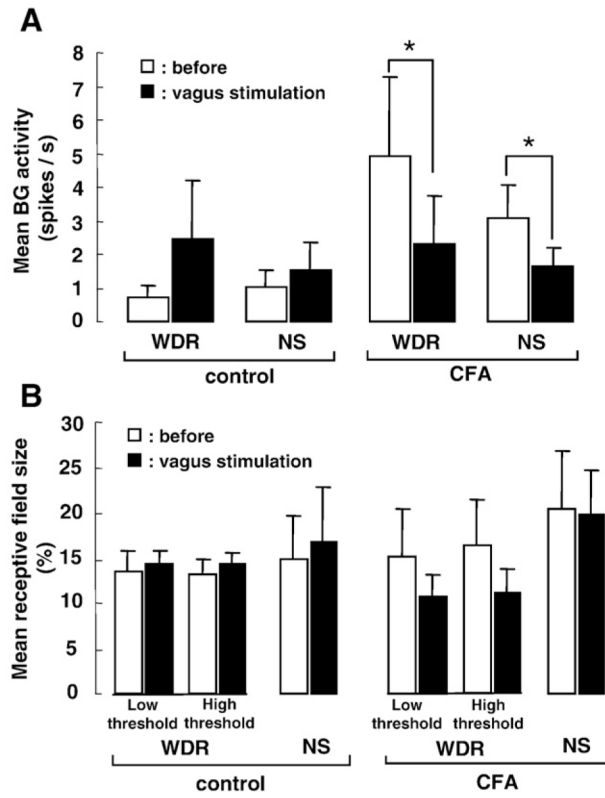 A
Mean BG activity
(spikes / s)
8
7
6
5
4
3
2
1
0
: before
: vagus stimulation
*
*
WDR NS WDR NS
control CFA
B
Mean receptive field size
(%)
30
25
20
15
10
5
0
: before
: vagus stimulation
Low High Low High
threshold threshold threshold threshold
WDR NS WDR NS
control CFA